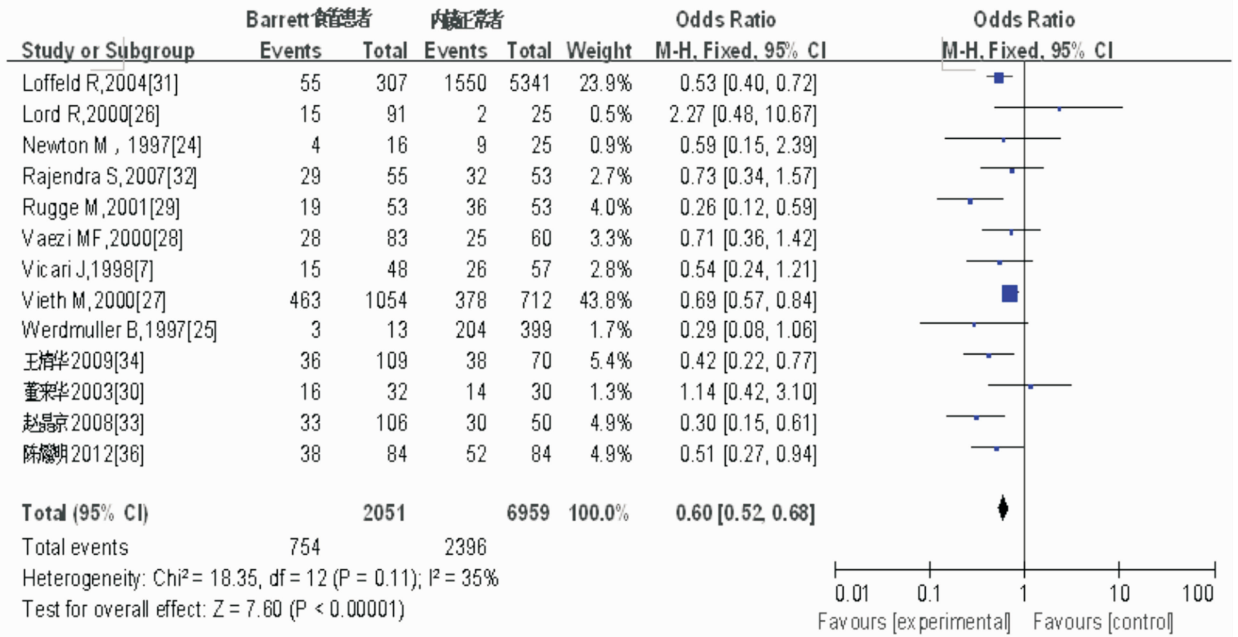 Barrett食管患者 内镜正常者 Odds Ratio Odds Ratio
Study or Subgroup Events Total Events Total Weight M-H, Fixed, 95% CI M-H, Fixed, 95% CI
Loffeld R,2004[31] 55 307 1550 5341 23.9% 0.53 [0.40, 0.72]
Lord R,2000[26] 15 91 2 25 0.5% 2.27 [0.48, 10.67]
Newton M，1997[24] 4 16 9 25 0.9% 0.59 [0.15, 2.39]
Rajendra S,2007[32] 29 55 32 53 2.7% 0.73 [0.34, 1.57]
Rugge M,2001[29] 19 53 36 53 4.0% 0.26 [0.12, 0.59]
Vaezi MF,2000[28] 28 83 25 60 3.3% 0.71 [0.36, 1.42]
Vicari J,1998[7] 15 48 26 57 2.8% 0.54 [0.24, 1.21]
Vieth M,2000[27] 463 1054 378 712 43.8% 0.69 [0.57, 0.84]
Werdmuller B,1997[25] 3 13 204 399 1.7% 0.29 [0.08, 1.06]
2009[34] 36 109 38 70 5.4% 0.42 [0.22, 0.77]
董来华2003[30] 16 32 14 30 1.3% 1.14 [0.42, 3.10]
赵晶京2008[33] 33 106 30 50 4.9% 0.30 [0.15, 0.61]
2012[36] 38 84 52 84 4.9% 0.51 [0.27, 0.94]
Total (95% CI) 2051 6959 100.0% 0.60 [0.52, 0.68]
Total events 754 2396
Heterogeneity: Chi² = 18.35, df = 12 (P = 0.11); I² = 35%
Test for overall effect: Z = 7.60 (P < 0.00001)
0.01 0.1 1 10 100
Favours [experimental] Favours [control]